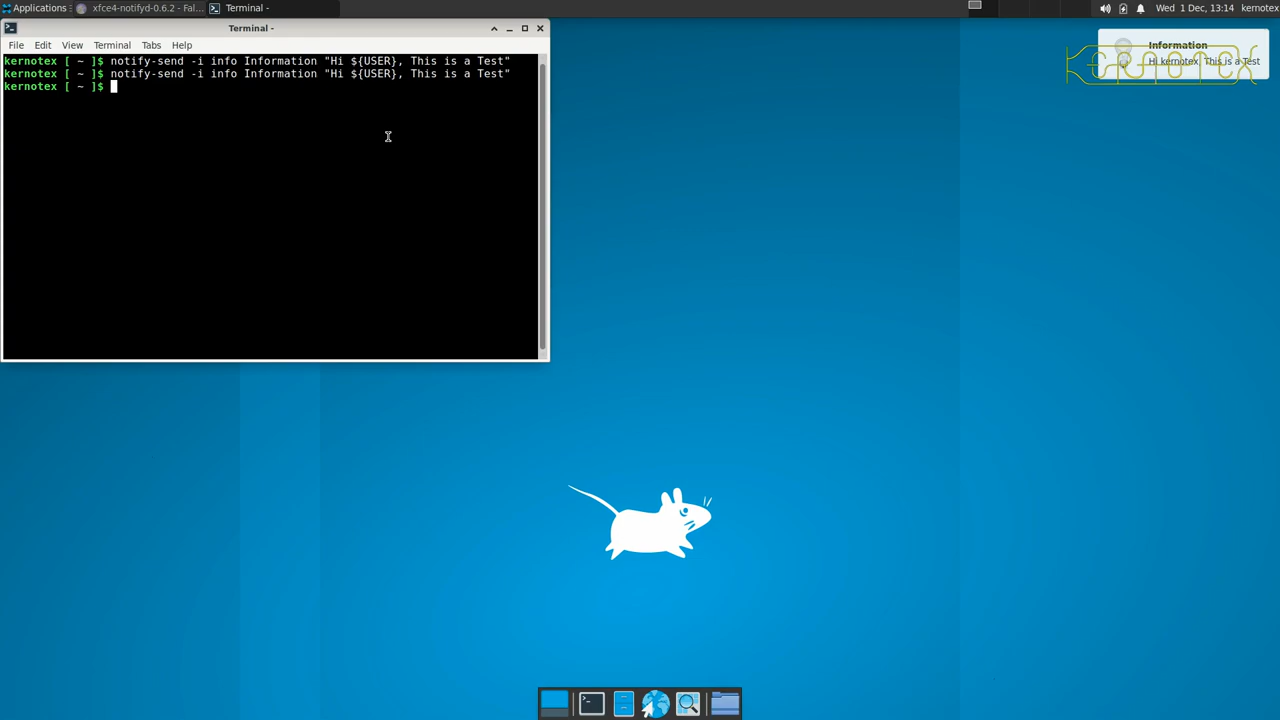 Applications
xfce4-notifyd-0.6.2 - Fal...
Terminal -
Wed 1 Dec, 13:14
kernotex
Terminal -
File Edit View Terminal Tabs Help
kernotex [ ~ ]$ notify-send -i info Information "Hi ${USER}, This is a Test"
kernotex [ ~ ]$ notify-send -i info Information "Hi ${USER}, This is a Test"
kernotex [ ~ ]$
Information
Hi kernotex, This is a Test
KERNOTEX